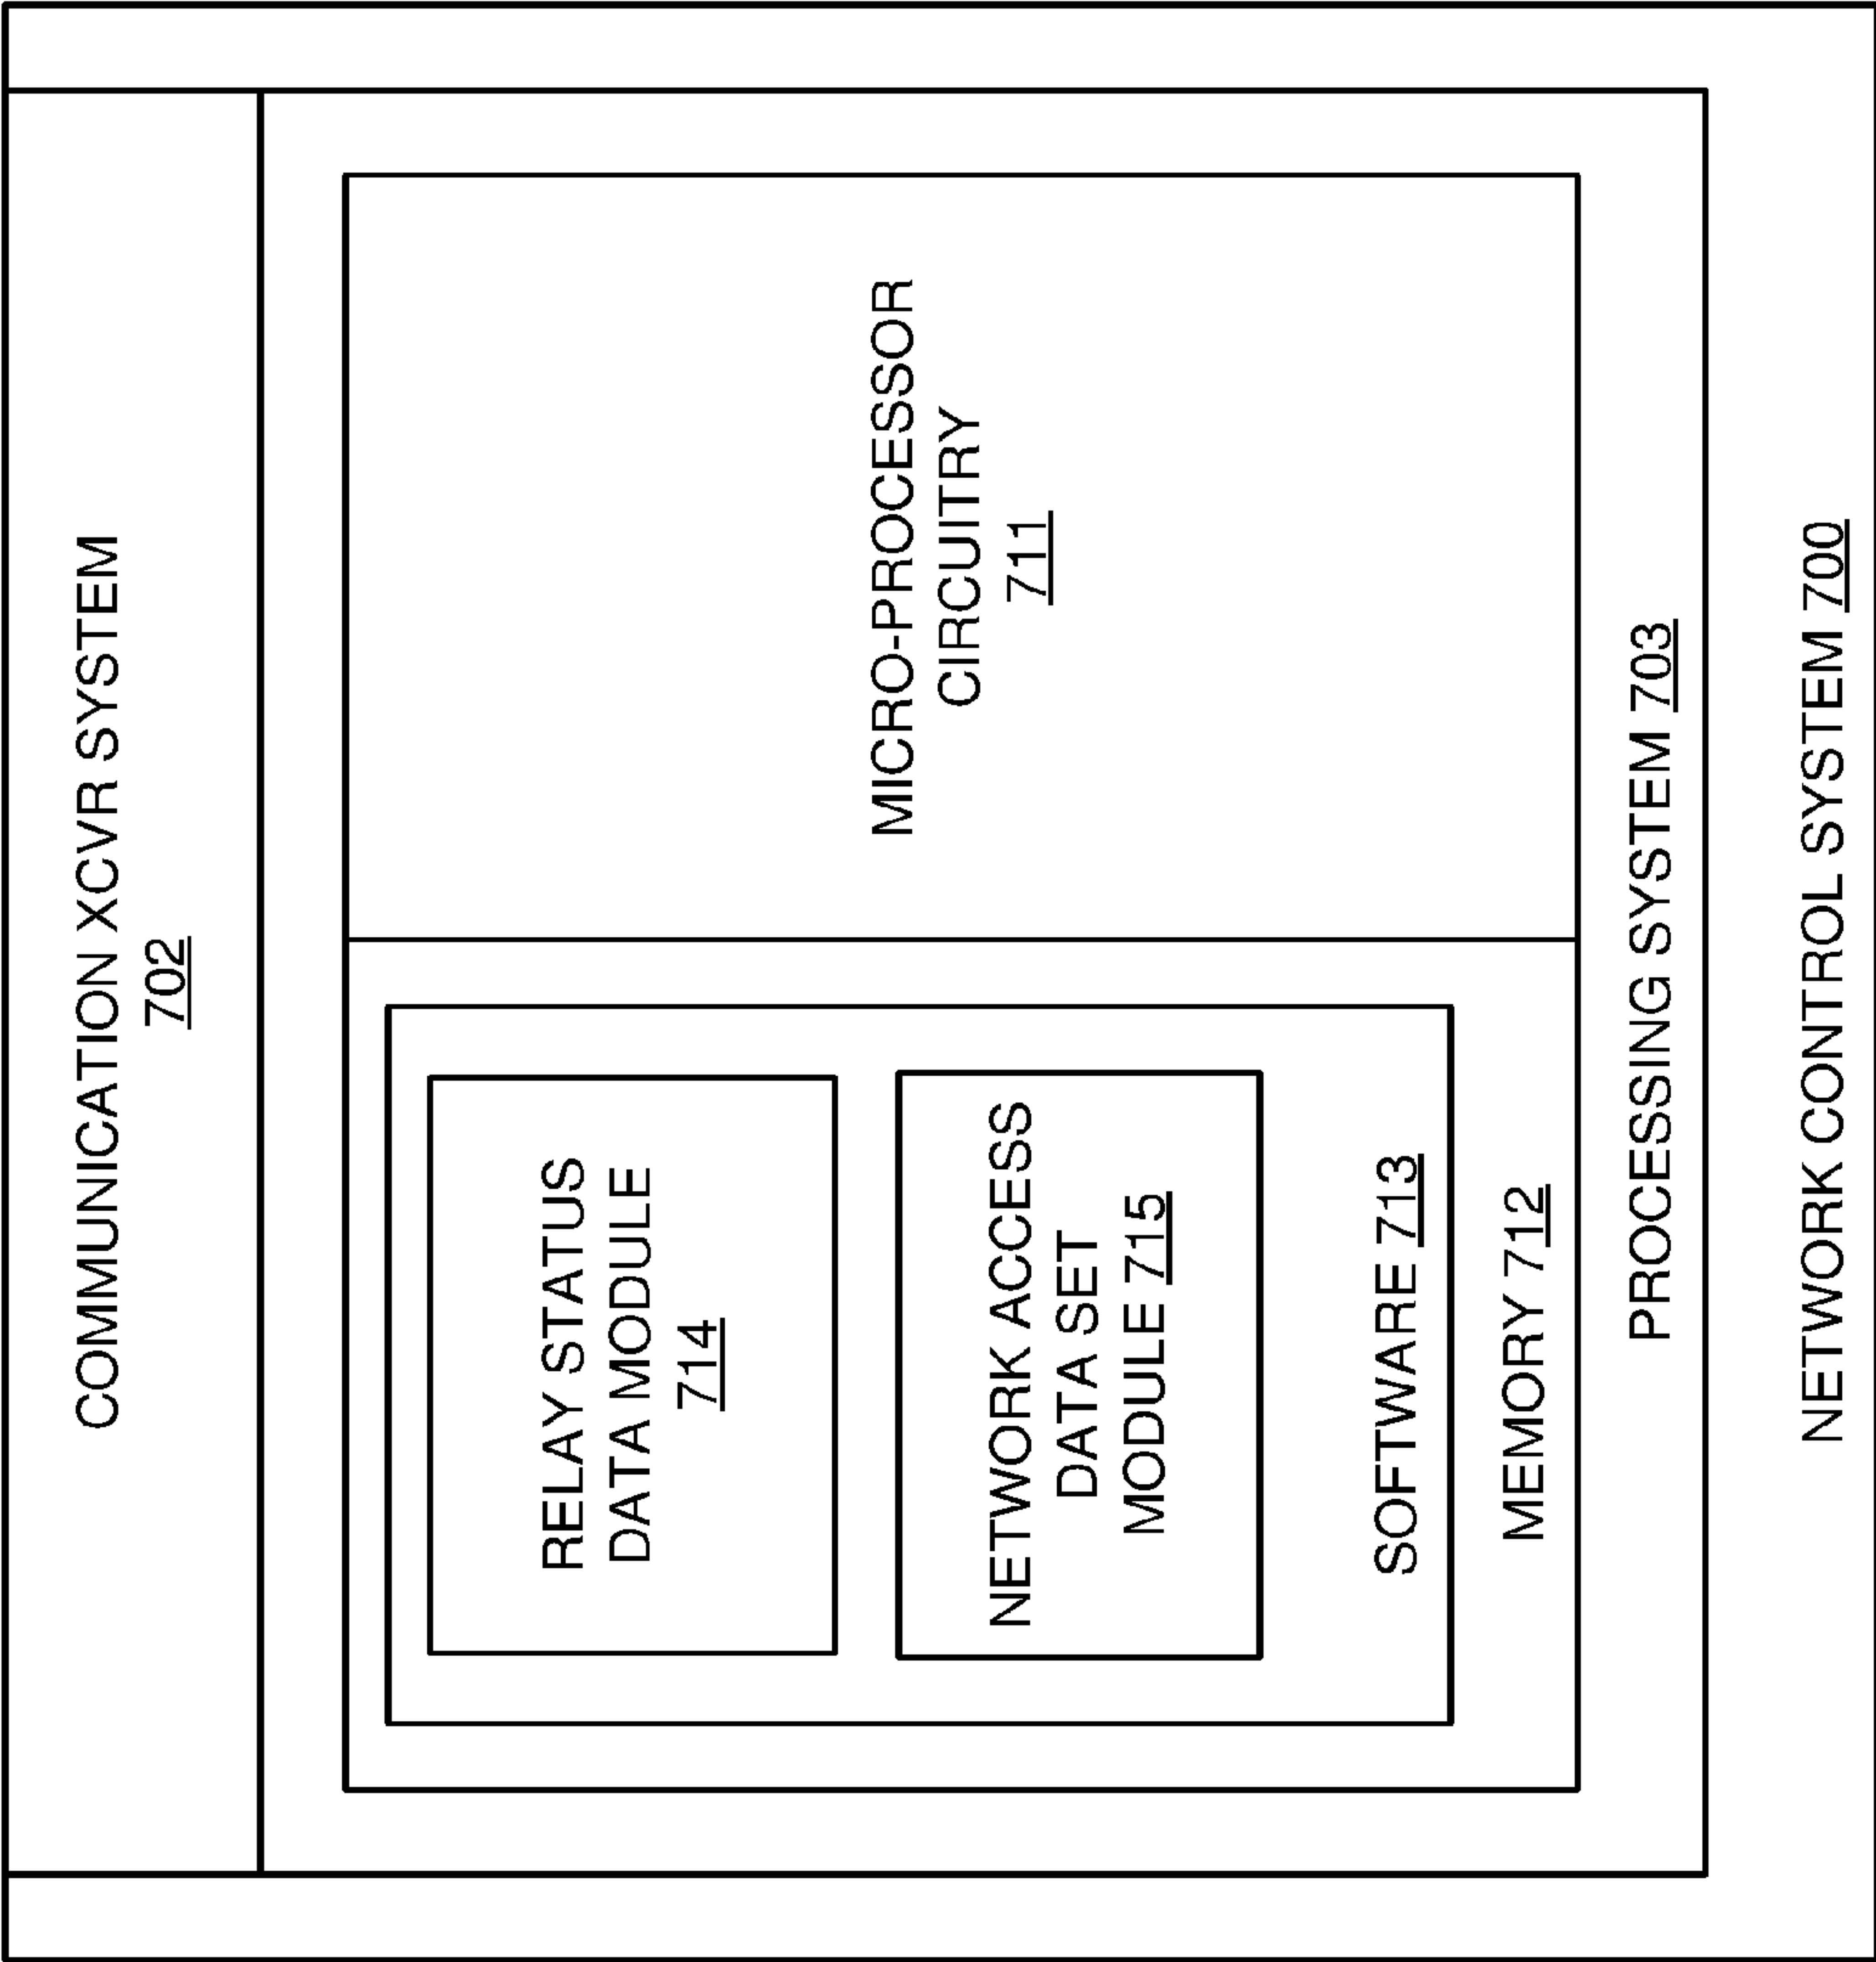 COMMUNICATION XCVR SYSTEM
702
RELAY STATUS
DATA MODULE
714
NETWORK ACCESS
DATA SET
MODULE 715
SOFTWARE 713
MEMORY 712
MICRO-PROCESSOR
CIRCUITRY
711
PROCESSING SYSTEM 703
NETWORK CONTROL SYSTEM 700